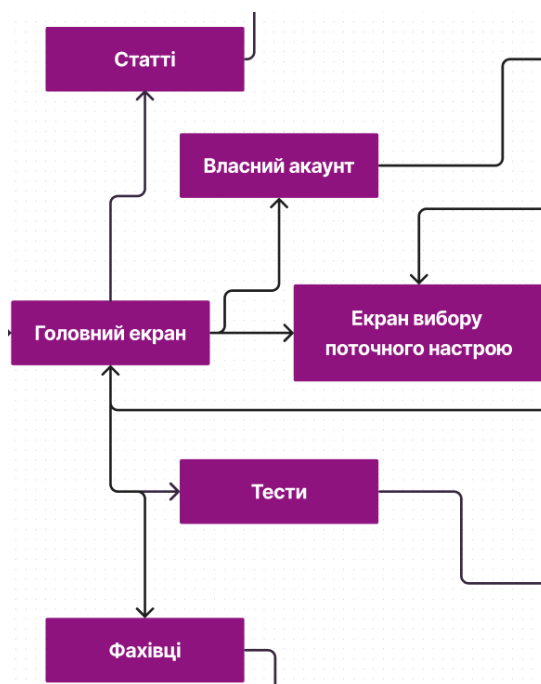 Статті
Власний акаунт
Головний екран
Екран вибору
поточного настрою
Тести
Фахівці